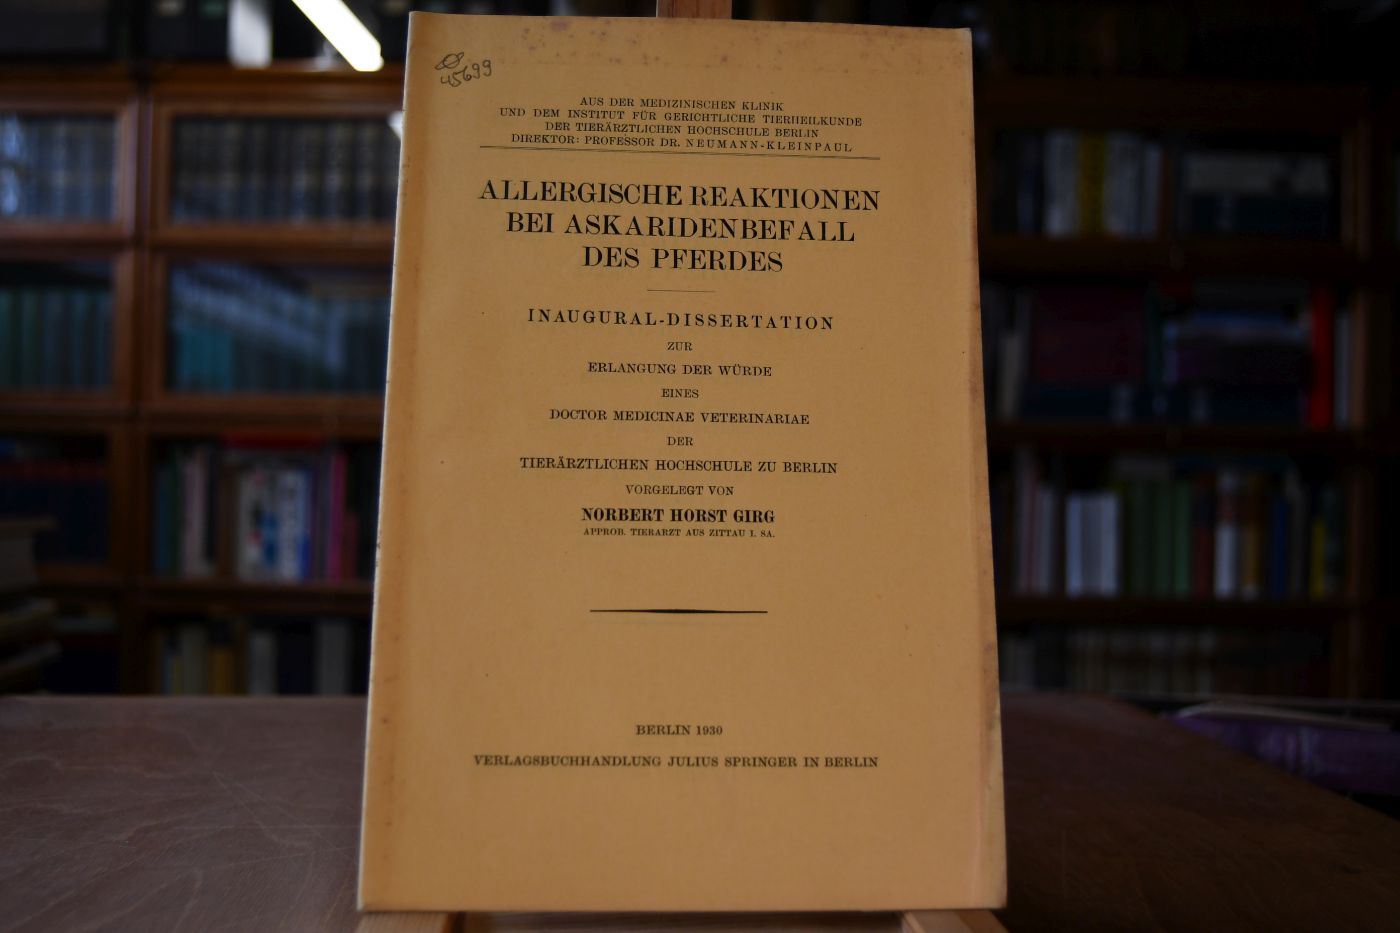 45699
AUS DER MEDIZINISCHEN KLINIK
UND DEM INSTITUT FÜR GERICHTLICHE TIERHEILKUNDE
DER TIERÄRZTLICHEN HOCHSCHULE BERLIN
DIREKTOR: PROFESSOR DR. NEUMANN-KLEINPAUL
ALLERGISCHE REAKTIONEN
BEI ASKARIDENBEFALL
DES PFERDES
INAUGURAL-DISSERTATION
ZUR
ERLANGUNG DER WÜRDE
EINES
DOCTOR MEDICINAE VETERINARIAE
DER
TIERÄRZTLICHEN HOCHSCHULE ZU BERLIN
VORGELEGT VON
NORBERT HORST GIRG
APPROB. TIERARZT AUS ZITTAU I. SA.
BERLIN 1930
VERLAGSBUCHHANDLUNG JULIUS SPRINGER IN BERLIN